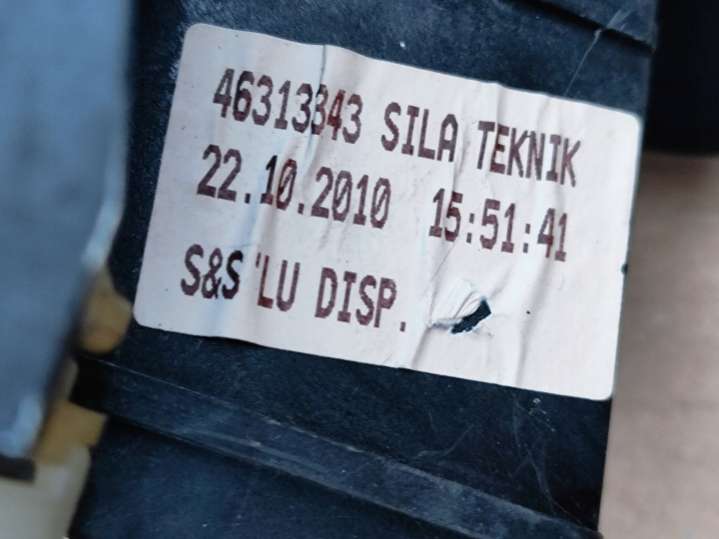 46313343 SILA TEKNIK
22.10.2010 15:51:41
S&S'LU DISP.